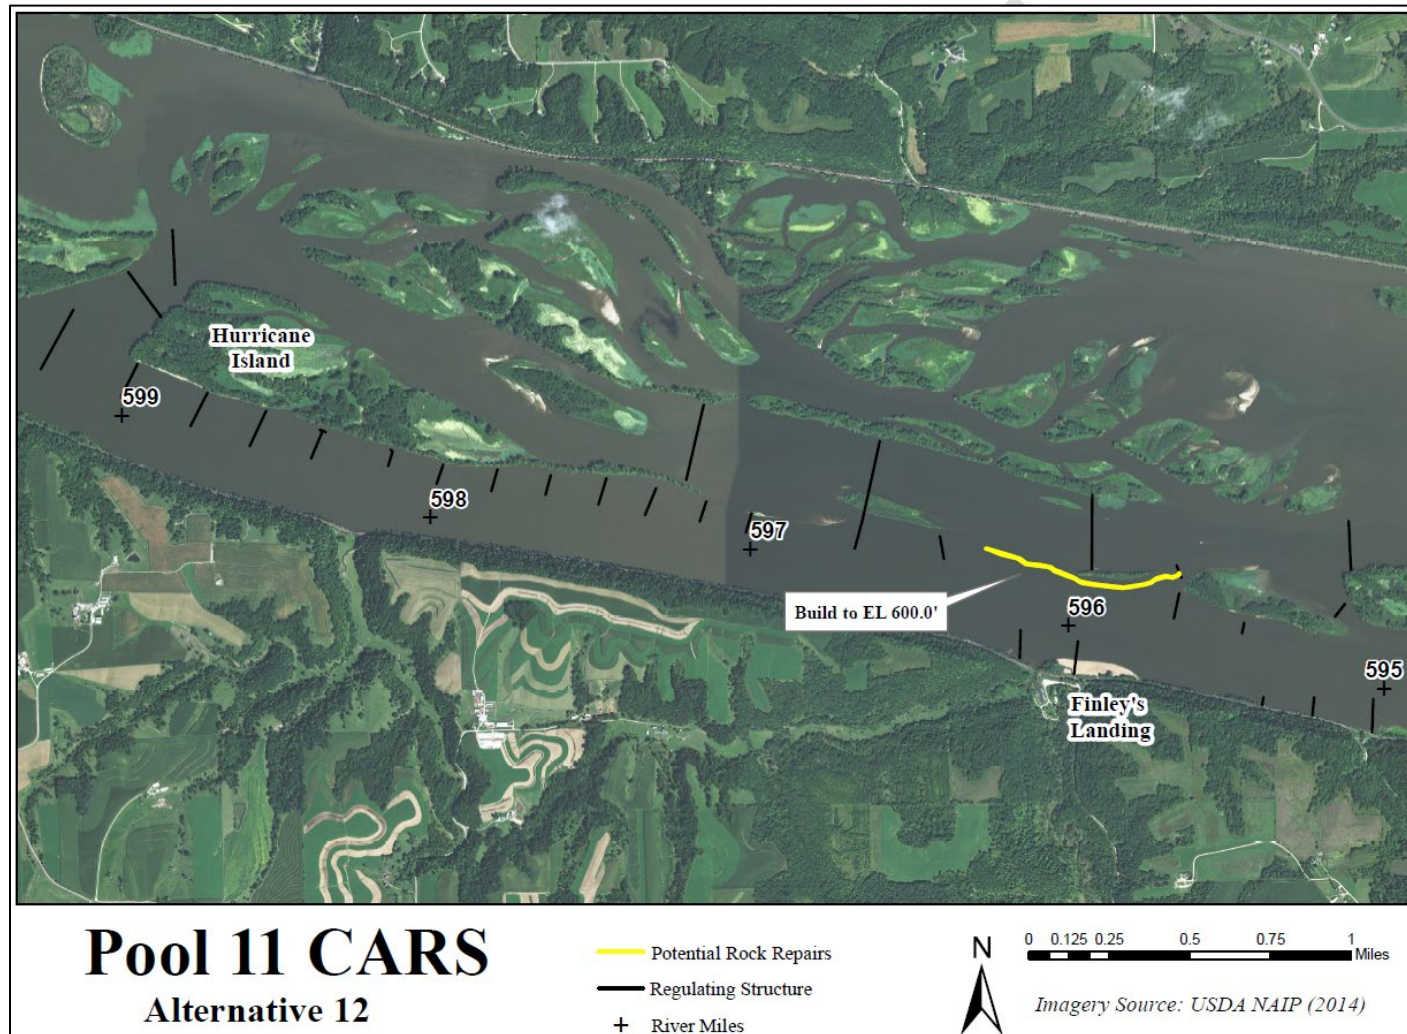 Hurricane
Island
599
598
597
Build to EL 600.0'
596
595
Finley's
Landing
Pool 11 CARS
Alternative 12
Potential Rock Repairs
Regulating Structure
River Miles
N
0 0.125 0.25 0.5 0.75 1
Miles
Imagery Source: USDA NAIP (2014)